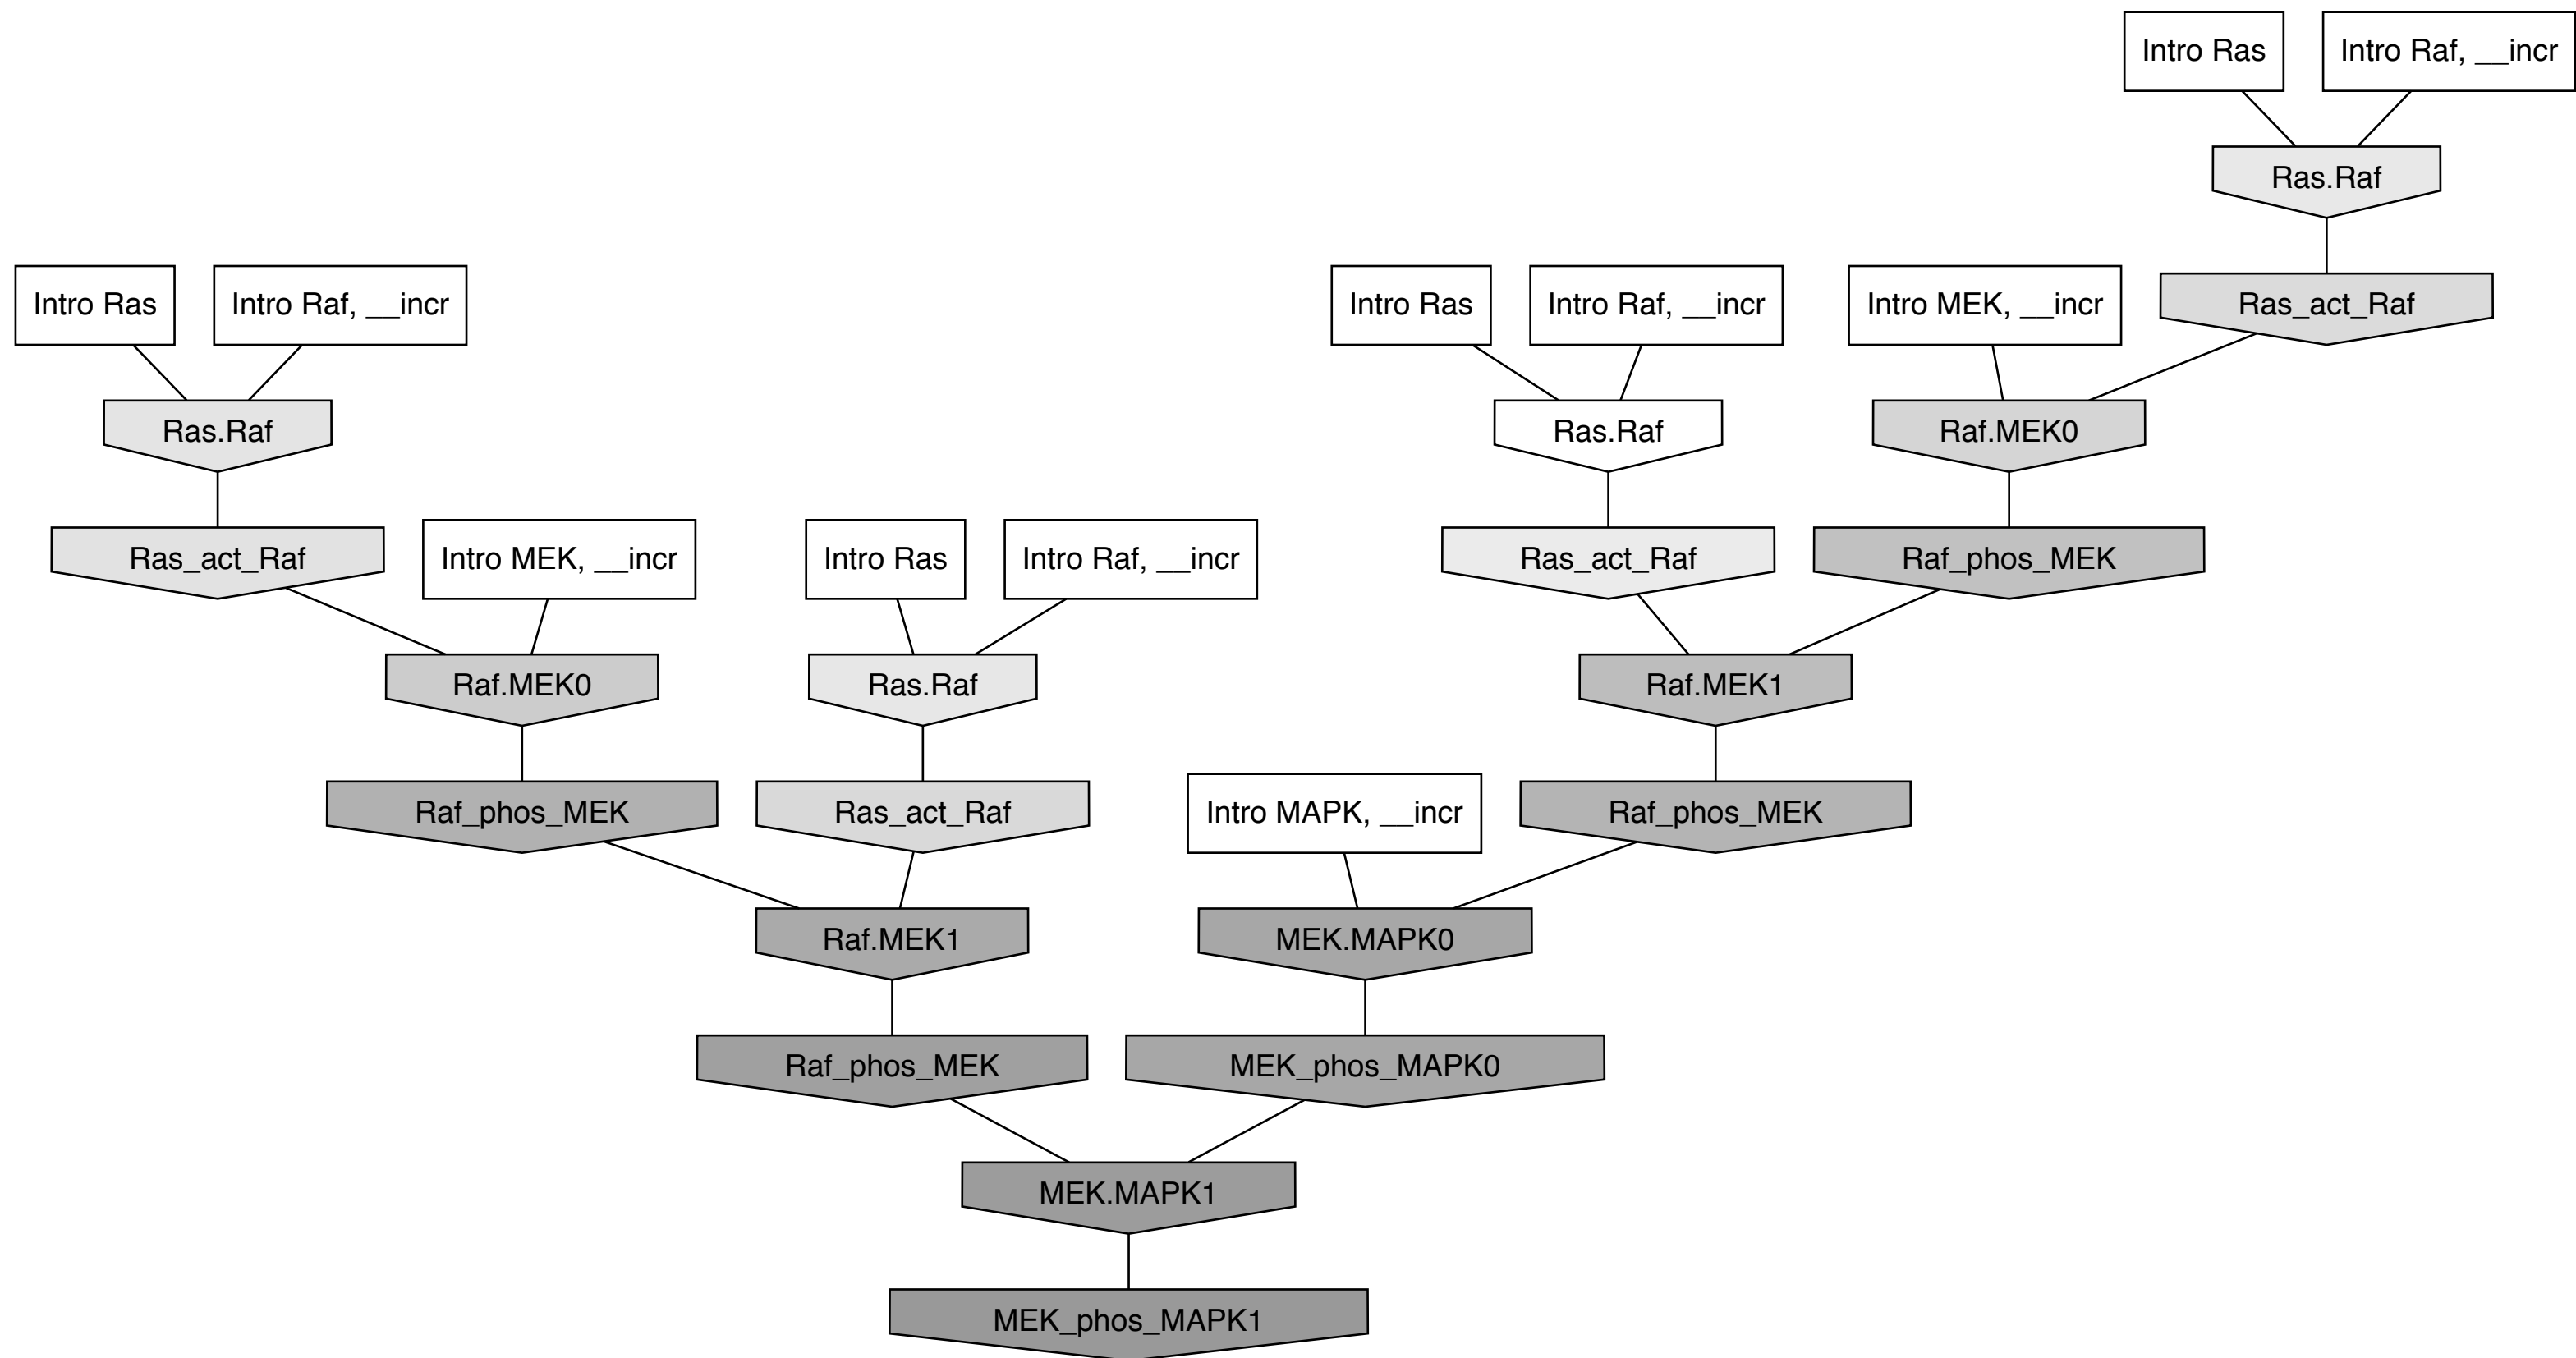 Intro Ras
Intro Raf, __incr
Ras.Raf
Intro Ras
Intro Raf, __incr
Intro Ras
Intro Raf, __incr
Intro MEK, __incr
Ras_act_Raf
Ras.Raf
Ras.Raf
Raf.MEK0
Ras_act_Raf
Intro MEK, __incr
Intro Ras
Intro Raf, __incr
Ras_act_Raf
Raf_phos_MEK
Raf.MEK0
Ras.Raf
Raf.MEK1
Raf_phos_MEK
Ras_act_Raf
Intro MAPK, __incr
Raf_phos_MEK
Raf.MEK1
MEK.MAPK0
Raf_phos_MEK
MEK_phos_MAPK0
MEK.MAPK1
MEK_phos_MAPK1